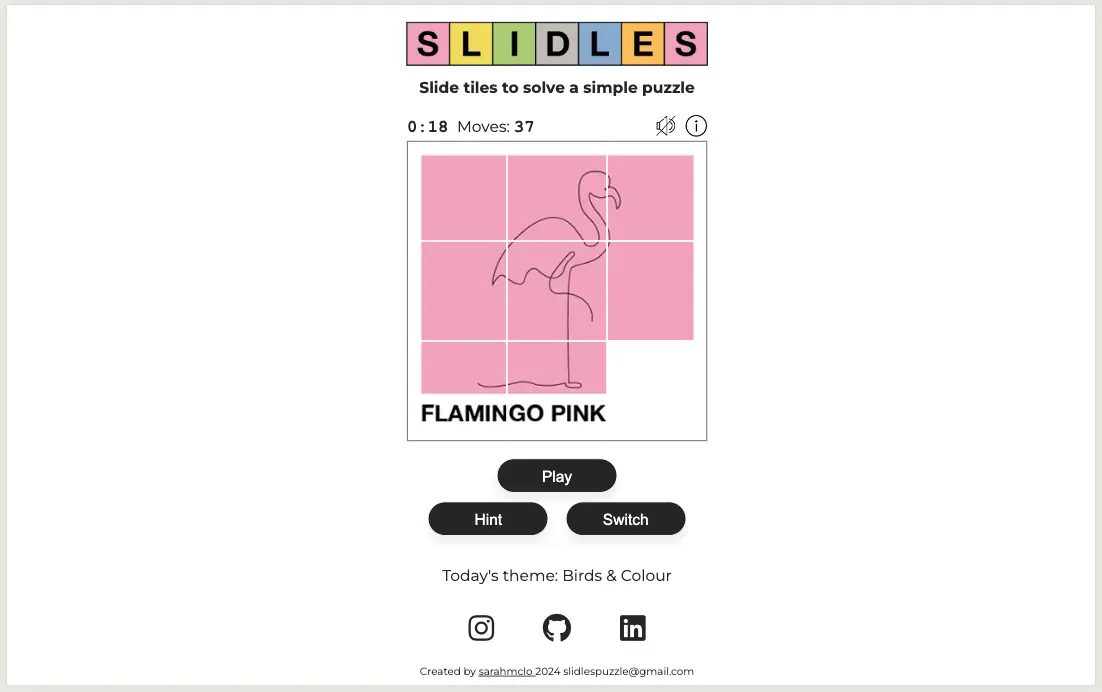 SLIDLES
Slide tiles to solve a simple puzzle
0:18 Moves: 37
FLAMINGO PINK
Play
Hint Switch
Today's theme: Birds & Colour
Created by sarahmclo 2024 slidlespuzzle@gmail.com